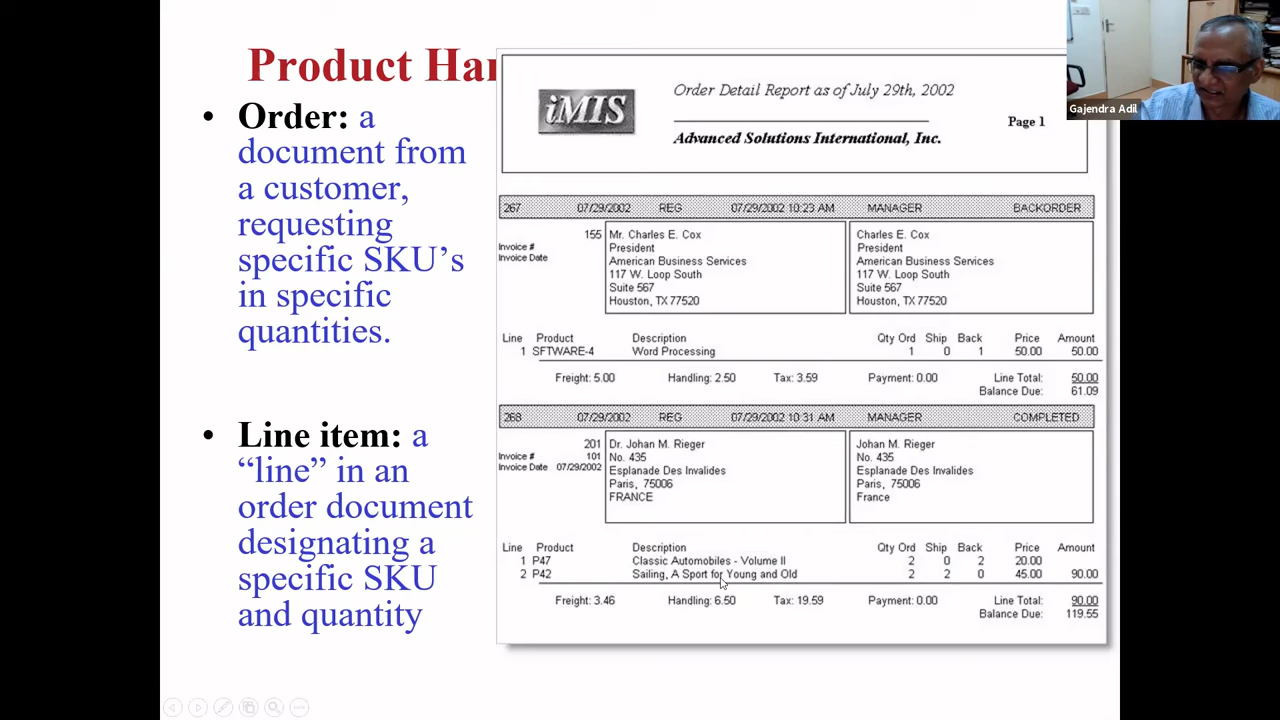 Product Han
• Order: a
document from
a customer,
requesting
specific SKU's
in specific
quantities.
• Line item: a
“line” in an
order document
designating a
specific SKU
and quantity
iMIS
Order Detail Report as of July 29th, 2002
Advanced Solutions International, Inc.
Page 1
267 07/29/2002 REG 07/29/2002 10:23 AM MANAGER BACKORDER
155
Invoice #
Invoice Date
Mr. Charles E. Cox
President
American Business Services
117 W. Loop South
Suite 567
Houston, TX 77520
Charles E. Cox
President
American Business Services
117 W. Loop South
Suite 567
Houston, TX 77520
Line Product Description Qty Ord Ship Back Price Amount
1 SFTWARE-4 Word Processing 1 0 1 50.00 50.00
Freight: 5.00 Handling: 2.50 Tax: 3.59 Payment: 0.00 Line Total: 50.00
Balance Due: 61.09
268 07/29/2002 REG 07/29/2002 10:31 AM MANAGER COMPLETED
201
Invoice # 101
Invoice Date 07/29/2002
Dr. Johan M. Rieger
No. 435
Esplanade Des Invalides
Paris, 75006
FRANCE
Johan M. Rieger
No. 435
Esplanade Des Invalides
Paris, 75006
France
Line Product Description Qty Ord Ship Back Price Amount
1 P47 Classic Automobiles - Volume II 2 0 2 20.00
2 P42 Sailing, A Sport for Young and Old 2 2 0 45.00 90.00
Freight: 3.46 Handling: 6.50 Tax: 19.59 Payment: 0.00 Line Total: 90.00
Balance Due: 119.55
Gajendra Adil